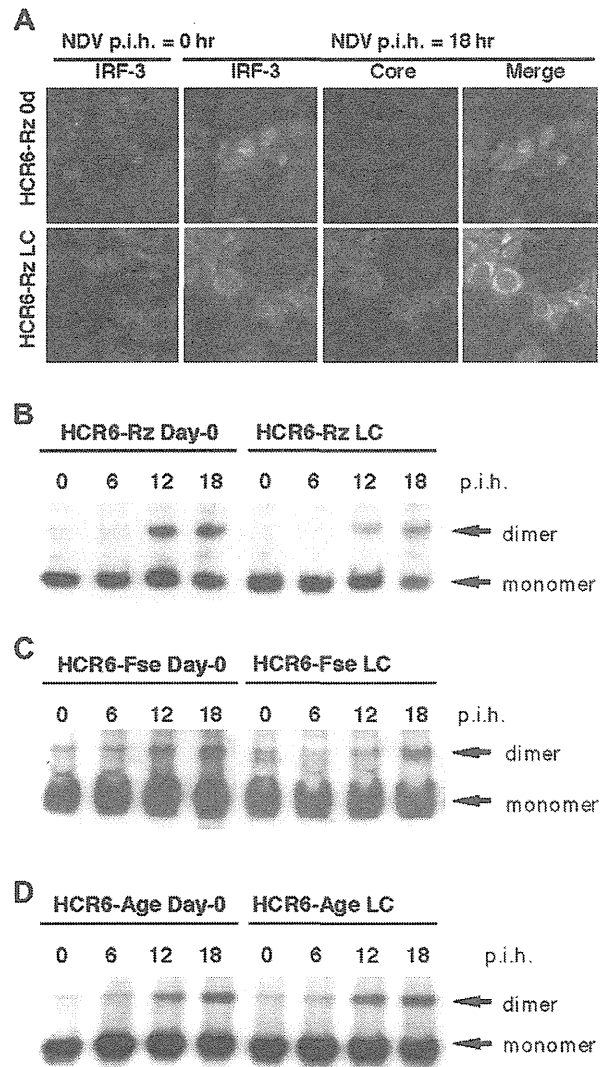 A
NDV p.i.h. = 0 hr NDV p.i.h. = 18 hr
IRF-3 IRF-3 Core Merge
HCR6-Rz 0d
HCR6-Rz LC
B
HCR6-Rz Day-0 HCR6-Rz LC
0 6 12 18 0 6 12 18 p.i.h.
dimer
monomer
C
HCR6-Fse Day-0 HCR6-Fse LC
0 6 12 18 0 6 12 18 p.i.h.
dimer
monomer
D
HCR6-Age Day-0 HCR6-Age LC
0 6 12 18 0 6 12 18 p.i.h.
dimer
monomer